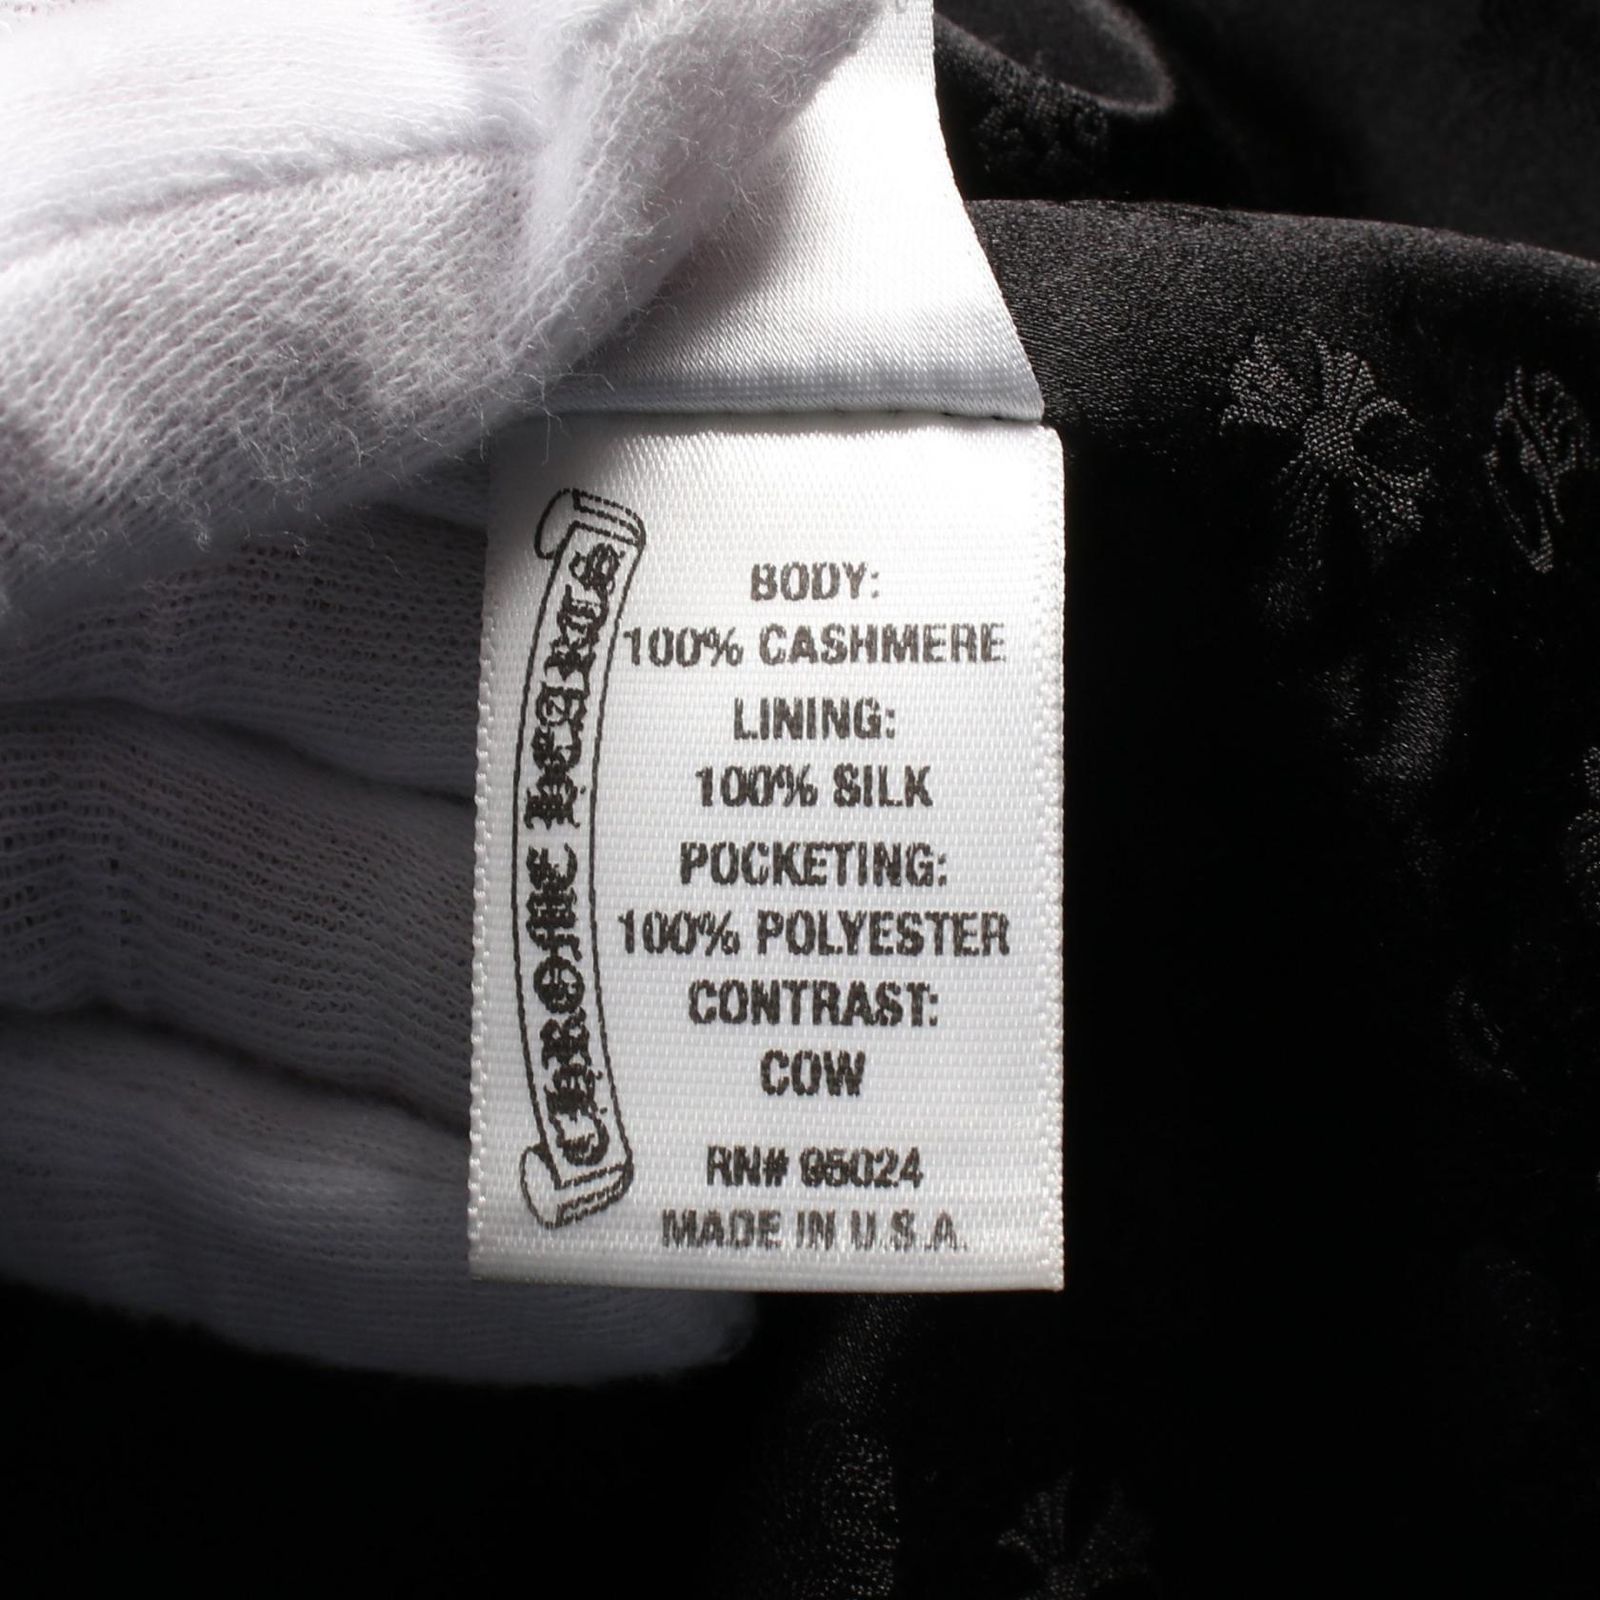 CHROME HEARTS
BODY:
100% CASHMERE
LINING:
100% SILK
POCKETING:
100% POLYESTER
CONTRAST:
COW
RN# 95024
MADE IN U.S.A.